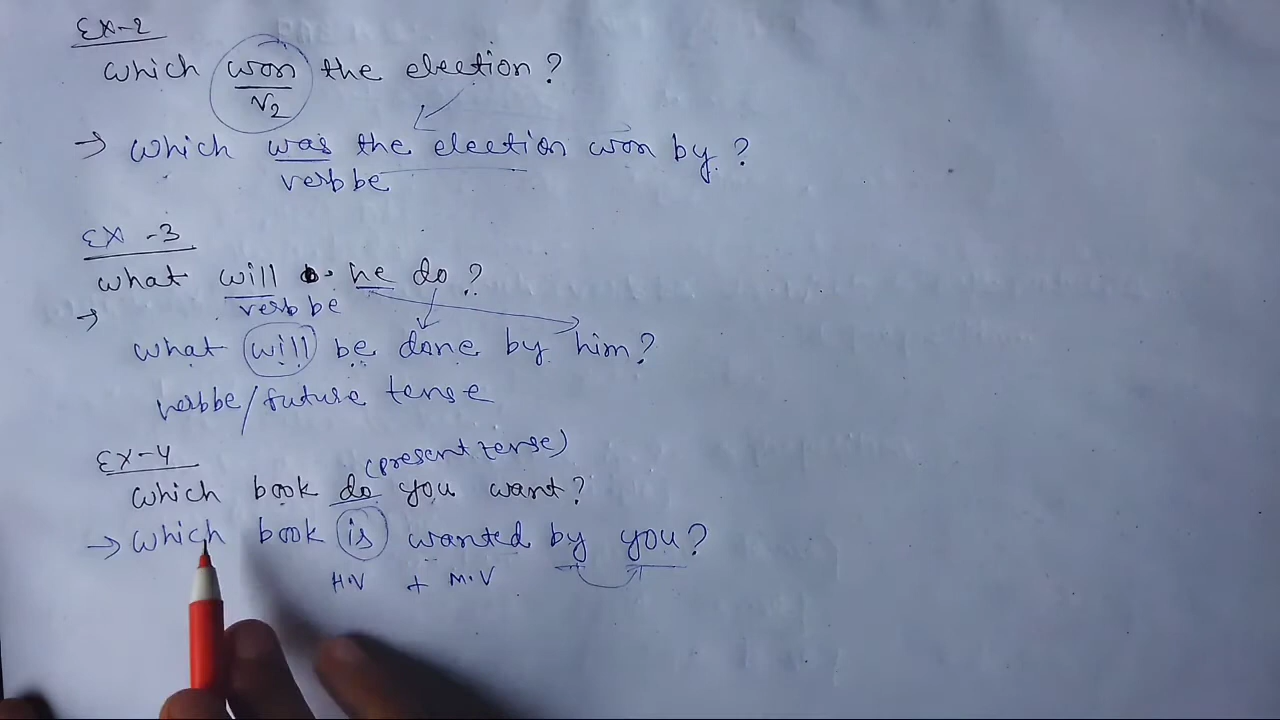 Ex-2
Which won the election?
V2
→ Which was the election won by?
verb be
Ex -3
What will he do?
verb be
→
What will be done by him?
verb be/future tense
Ex-4
(present tense)
Which book do you want?
→ Which book is wanted by you?
H.V + M.V